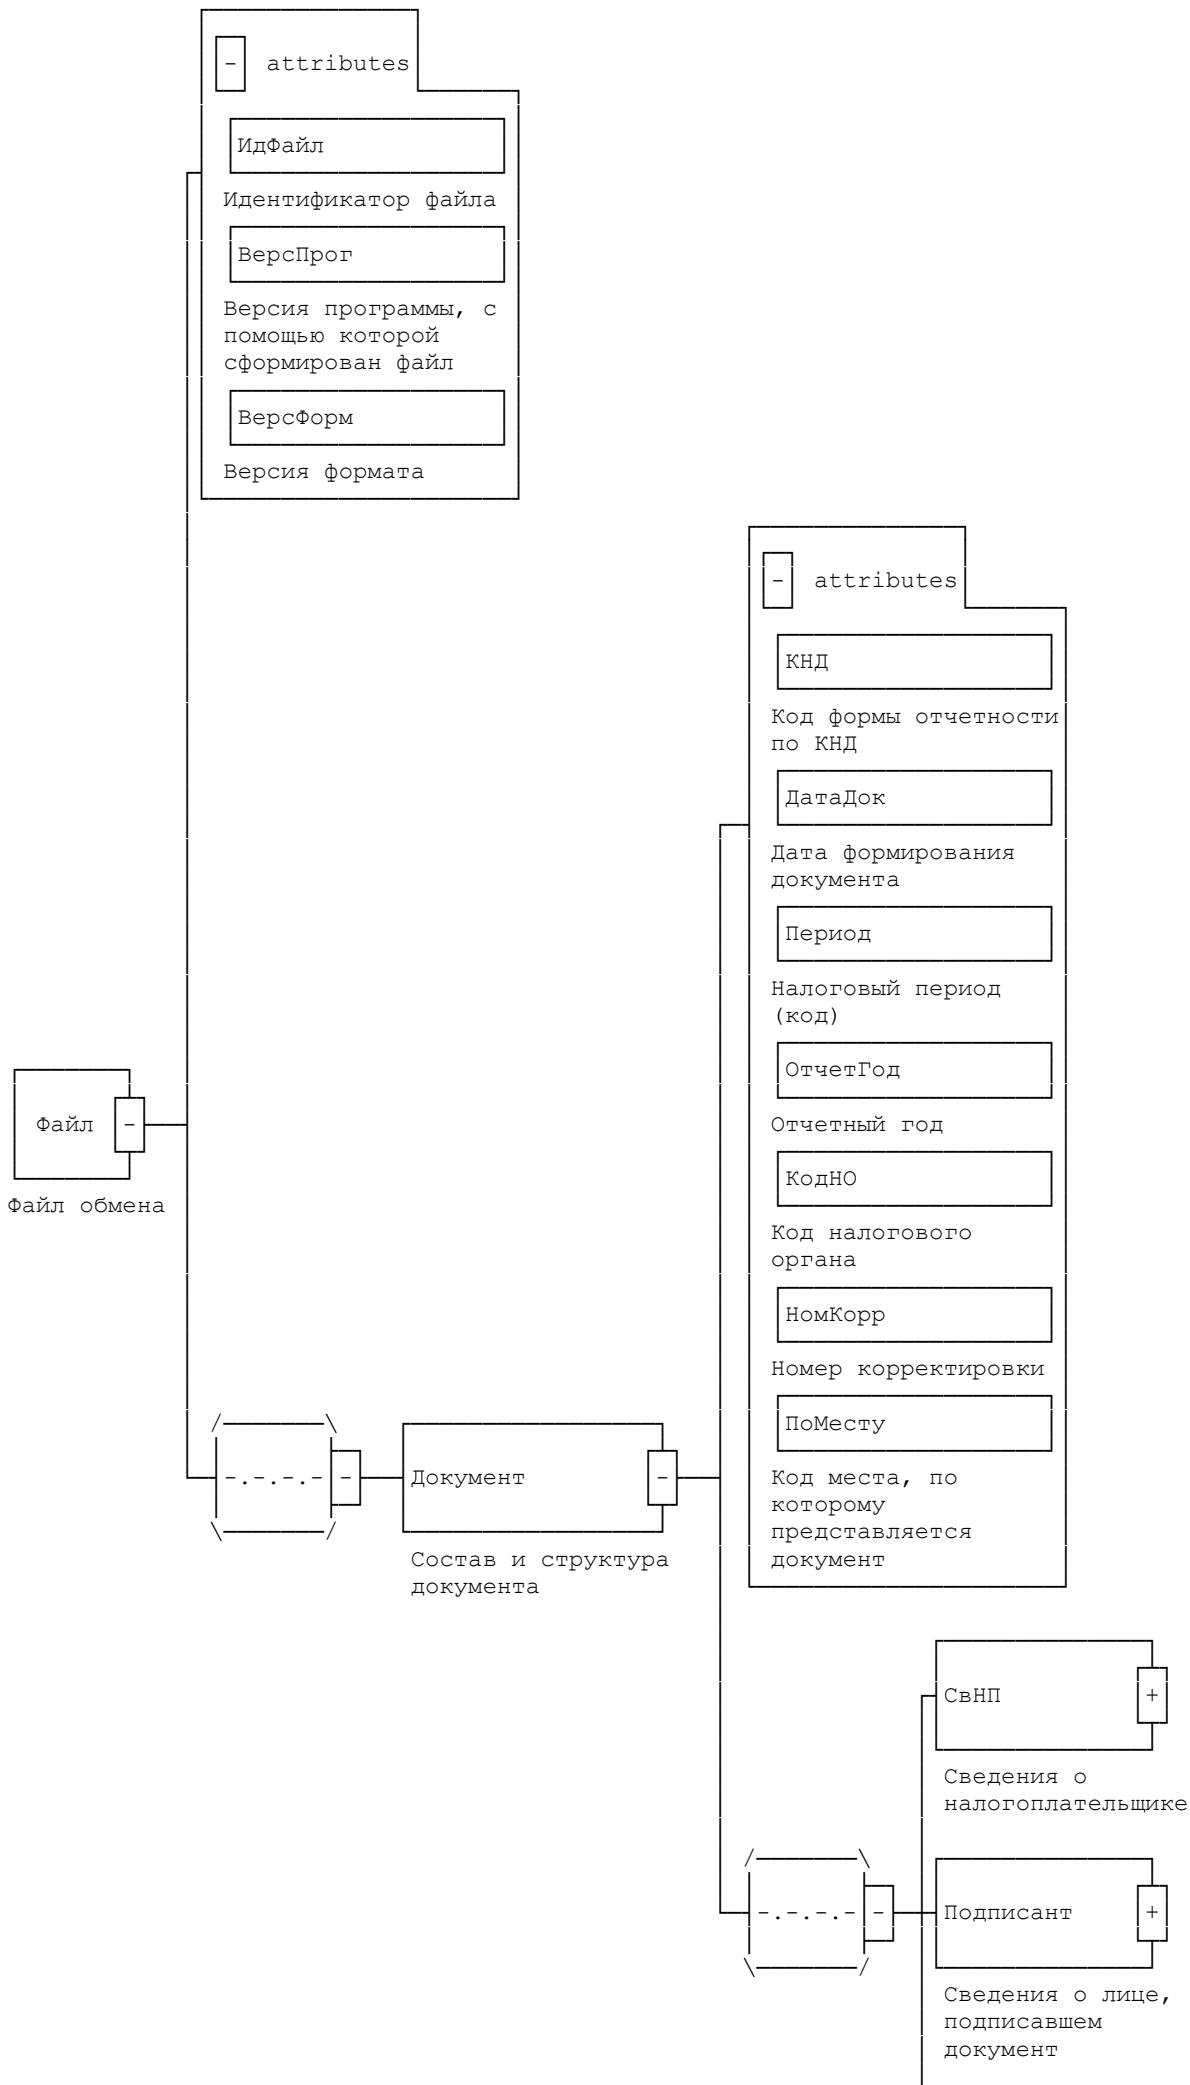 - attributes
ИдФайл
Идентификатор файла
ВерсПрог
Версия программы, с
помощью которой
сформирован файл
ВерсФорм
Версия формата
- attributes
КНД
Код формы отчетности
по КНД
ДатаДок
Дата формирования
документа
Период
Налоговый период
(код)
ОтчетГод
Отчетный год
Файл -
Файл обмена
КодНО
Код налогового
органа
НомКорр
Номер корректировки
ПоМесту
Код места, по
которому
представляется
документ
-.-.-.- -
Документ -
Состав и структура
документа
СвНП +
Сведения о
налогоплательщике
-.-.-.- -
Подписант +
Сведения о лице,
подписавшем
документ